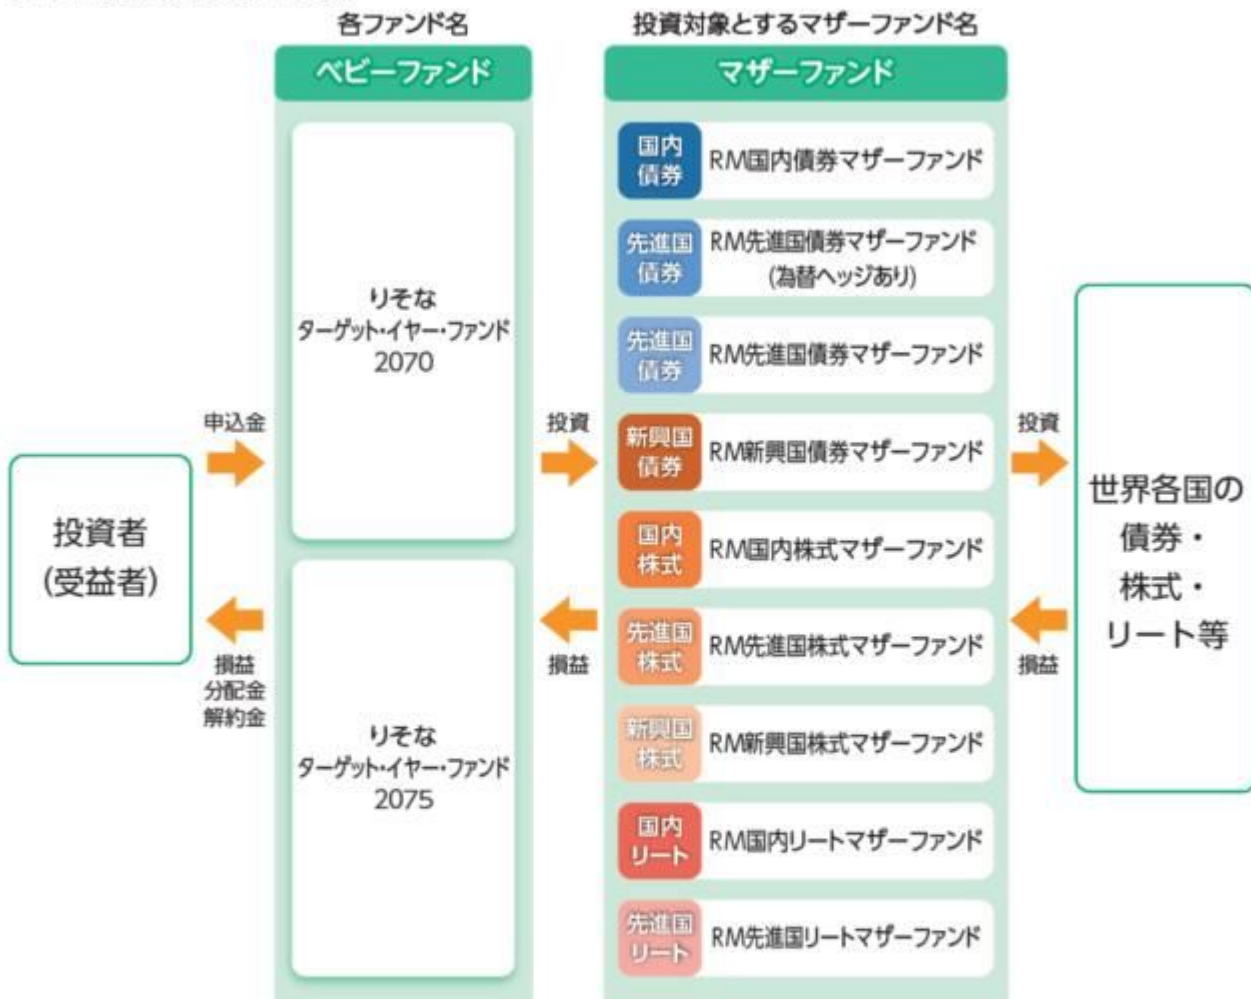 各ファンド名
投資対象とするマザーファンド名
ベビーファンド
マザーファンド
投資者
(受益者)
申込金
損益
分配金
解約金
りそな
ターゲット・イヤー・ファンド
2070
りそな
ターゲット・イヤー・ファンド
2075
投資
損益
国内
債券
RM国内債券マザーファンド
先進国
債券
RM先進国債券マザーファンド
(為替ヘッジあり)
先進国
債券
RM先進国債券マザーファンド
新興国
債券
RM新興国債券マザーファンド
国内
株式
RM国内株式マザーファンド
先進国
株式
RM先進国株式マザーファンド
新興国
株式
RM新興国株式マザーファンド
国内
リート
RM国内リートマザーファンド
先進国
リート
RM先進国リートマザーファンド
投資
損益
世界各国の
債券・
株式・
リート等